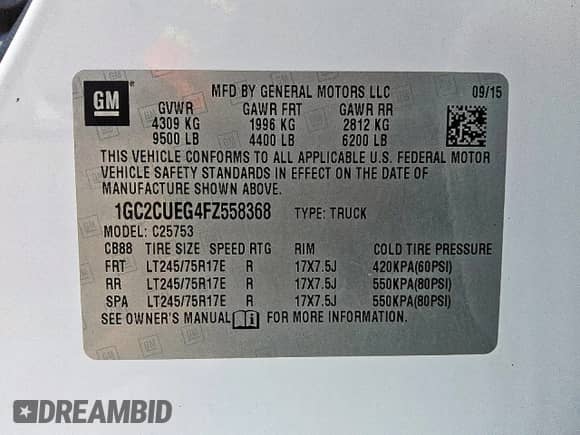 GM
MFD BY GENERAL MOTORS LLC 09/15
GVWR GAWR FRT GAWR RR
4309 KG 1996 KG 2812 KG
9500 LB 4400 LB 6200 LB
THIS VEHICLE CONFORMS TO ALL APPLICABLE U.S. FEDERAL MOTOR
VEHICLE SAFETY STANDARDS IN EFFECT ON THE DATE OF
MANUFACTURE SHOWN ABOVE.
1GC2CUEG4FZ558368 TYPE: TRUCK
MODEL: C25753
CB88 TIRE SIZE SPEED RTG RIM COLD TIRE PRESSURE
FRT LT245/75R17E R 17X7.5J 420KPA(60PSI)
RR LT245/75R17E R 17X7.5J 550KPA(80PSI)
SPA LT245/75R17E R 17X7.5J 550KPA(80PSI)
SEE OWNER'S MANUAL FOR MORE INFORMATION.
DREAMBID